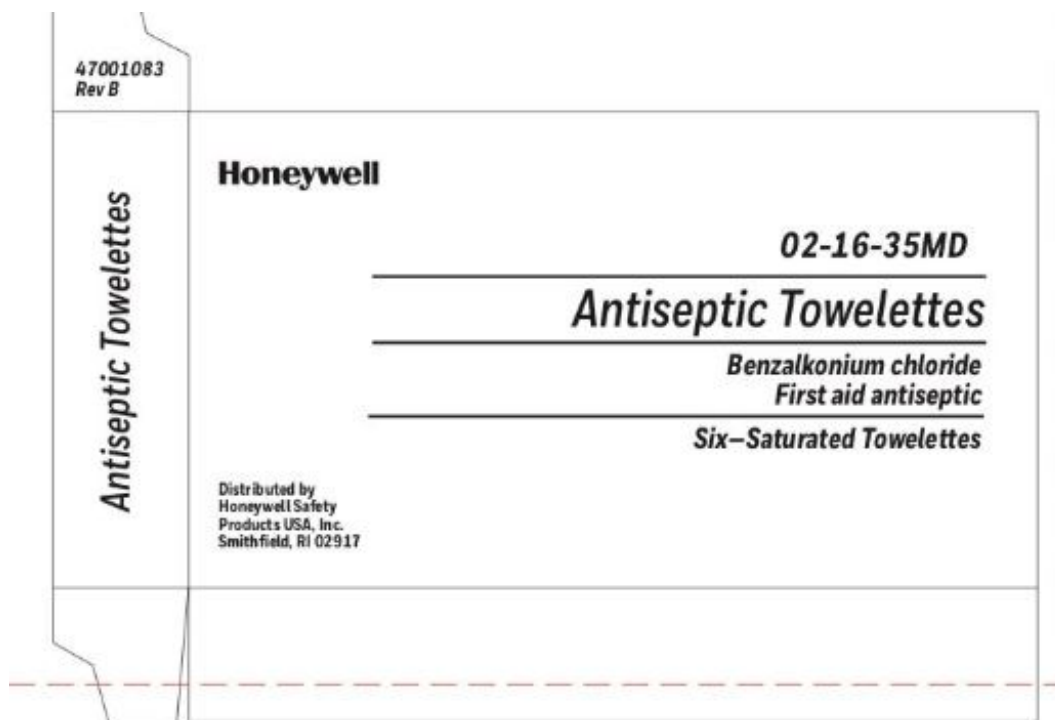 47001083
Rev B
Antiseptic Towelettes
Honeywell
02-16-35MD
Antiseptic Towelettes
Benzalkonium chloride
First aid antiseptic
Six–Saturated Towelettes
Distributed by
Honeywell Safety
Products USA, Inc.
Smithfield, RI 02917